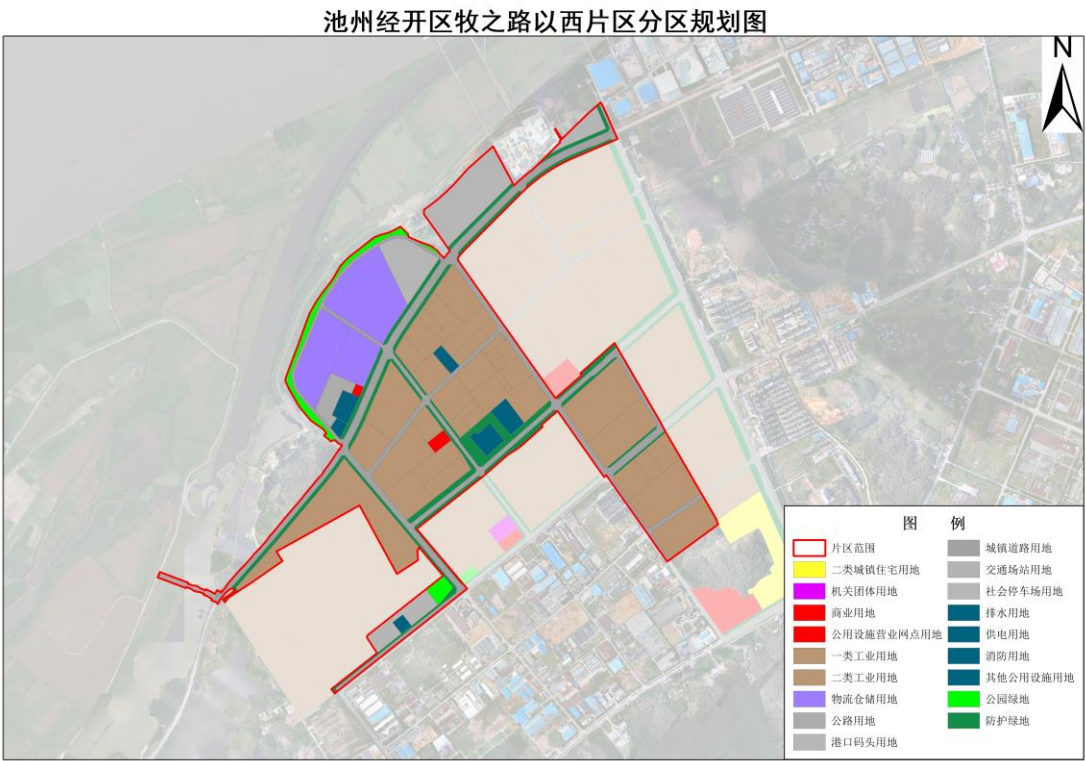 池州经开区牧之路以西片区分区规划图
N
图 例
片区范围
二类城镇住宅用地
机关团体用地
商业用地
公用设施营业网点用地
一类工业用地
二类工业用地
物流仓储用地
公路用地
港口码头用地
城镇道路用地
交通场站用地
社会停车场用地
排水用地
供电用地
消防用地
其他公用设施用地
公园绿地
防护绿地